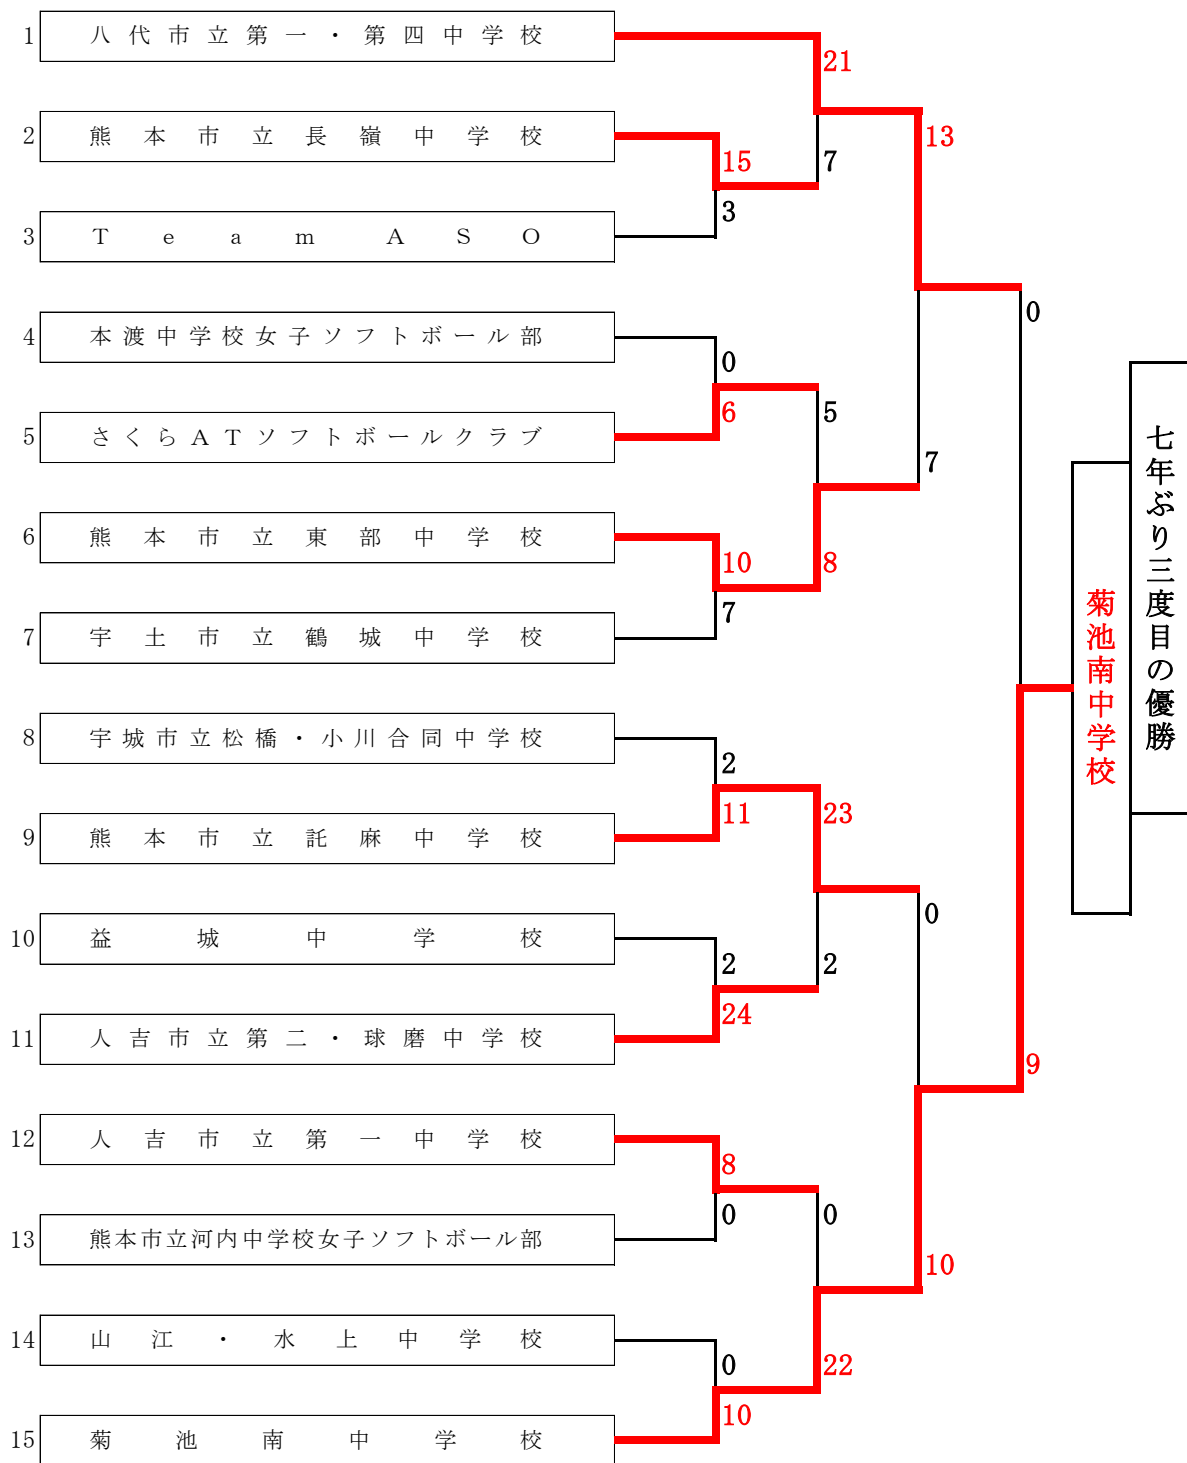 1 八代市立第一・第四中学校
2 熊本市立長嶺中学校
3 Team ASO
4 本渡中学校女子ソフトボール部
5 さくらATソフトボールクラブ
6 熊本市立東部中学校
7 宇土市立鶴城中学校
8 宇城市立松橋・小川合同中学校
9 熊本市立託麻中学校
10 益城中学校
11 人吉市立第二・球磨中学校
12 人吉市立第一中学校
13 熊本市立河内中学校女子ソフトボール部
14 山江・水上中学校
15 菊池南中学校
15
3
0
6
10
7
2
11
2
24
8
0
0
10
21
7
5
8
23
2
0
22
13
7
0
10
0
9
菊池南中学校
七年ぶり三度目の優勝